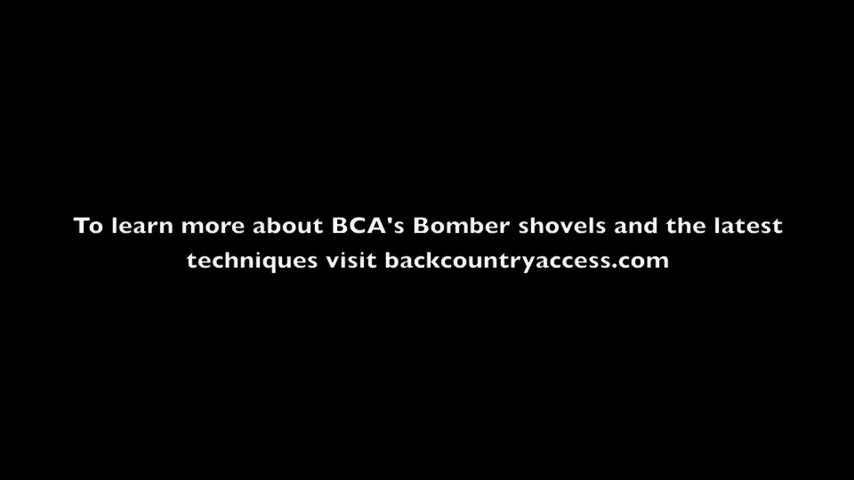 To learn more about BCA's Bomber shovels and the latest
techniques visit backcountryaccess.com